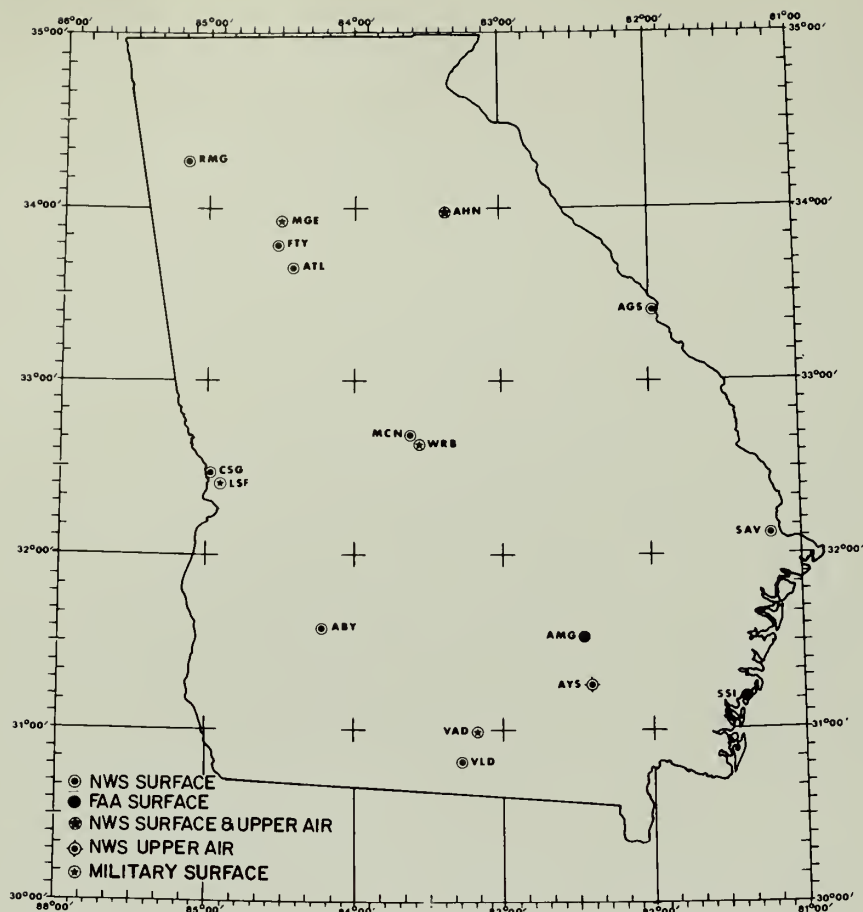 86°00' 85°00' 84°00' 83°00' 82°00' 81°00'
35°00' 35°00'
RMG
34°00' 34°00'
MGE AHN
FTY
ATL
AGS
33°00' 33°00'
MCN WRB
CSG
LSF
SAV
32°00' 32°00'
ABY AMG
AYS
SSI
31°00' 31°00'
VAD
VLD
NWS SURFACE
FAA SURFACE
NWS SURFACE & UPPER AIR
NWS UPPER AIR
MILITARY SURFACE
30°00' 30°00'
85°00' 84°00' 83°00' 82°00' 81°00'